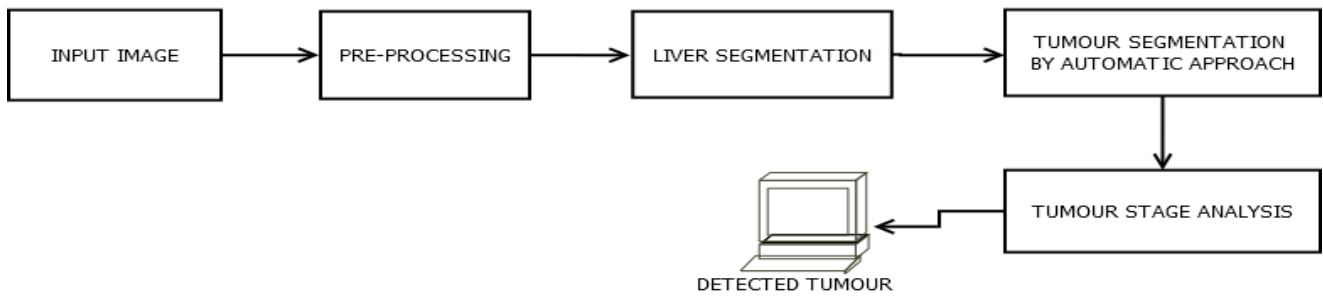 INPUT IMAGE
PRE-PROCESSING
LIVER SEGMENTATION
TUMOUR SEGMENTATION
BY AUTOMATIC APPROACH
TUMOUR STAGE ANALYSIS
DETECTED TUMOUR